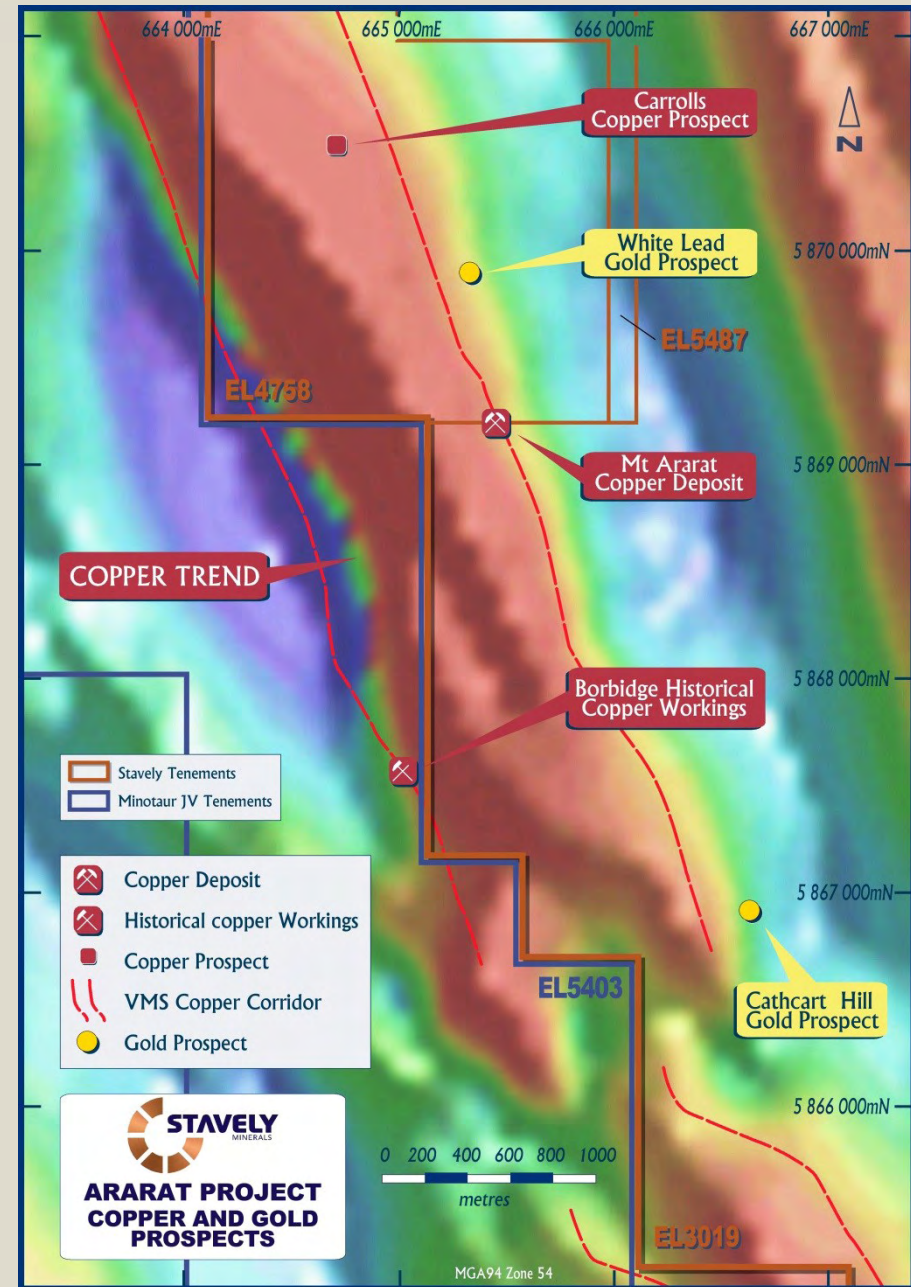 664 000mE
665 000mE
666 000mE
667 000mE
Carrolls
Copper Prospect
N
White Lead
Gold Prospect
5 870 000mN
EL5487
EL4758
Mt Ararat
Copper Deposit
5 869 000mN
COPPER TREND
Borbidge Historical
Copper Workings
5 868 000mN
Stavely Tenements
Minotaur JV Tenements
Copper Deposit
Historical copper Workings
Copper Prospect
VMS Copper Corridor
Gold Prospect
5 867 000mN
EL5403
Cathcart Hill
Gold Prospect
5 866 000mN
STAVELY
MINERALS
ARARAT PROJECT
COPPER AND GOLD
PROSPECTS
0 200 400 600 800 1000
metres
EL3019
MGA94 Zone 54